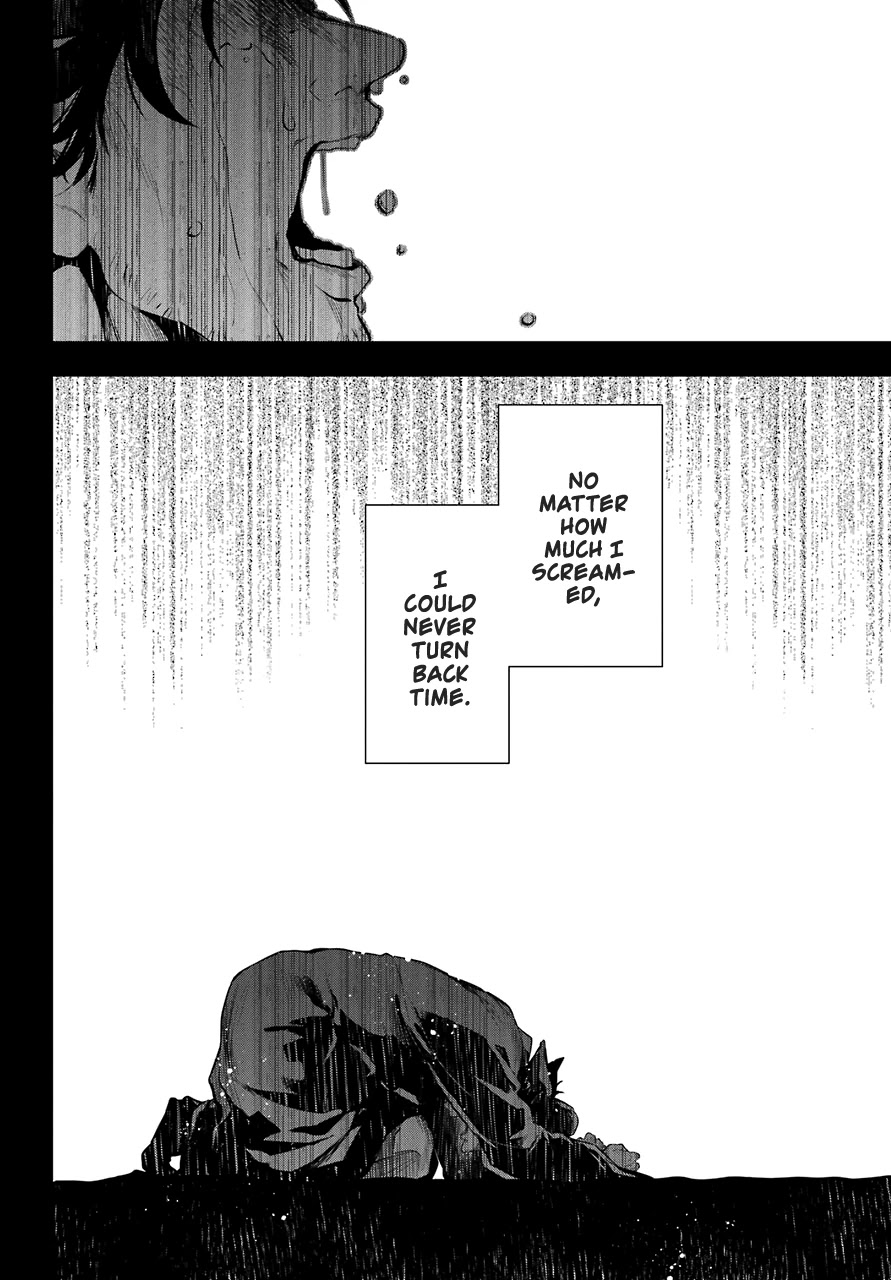 NO
MATTER
HOW
MUCH I
SCREAM-
ED,
I
COULD
NEVER
TURN
BACK
TIME.